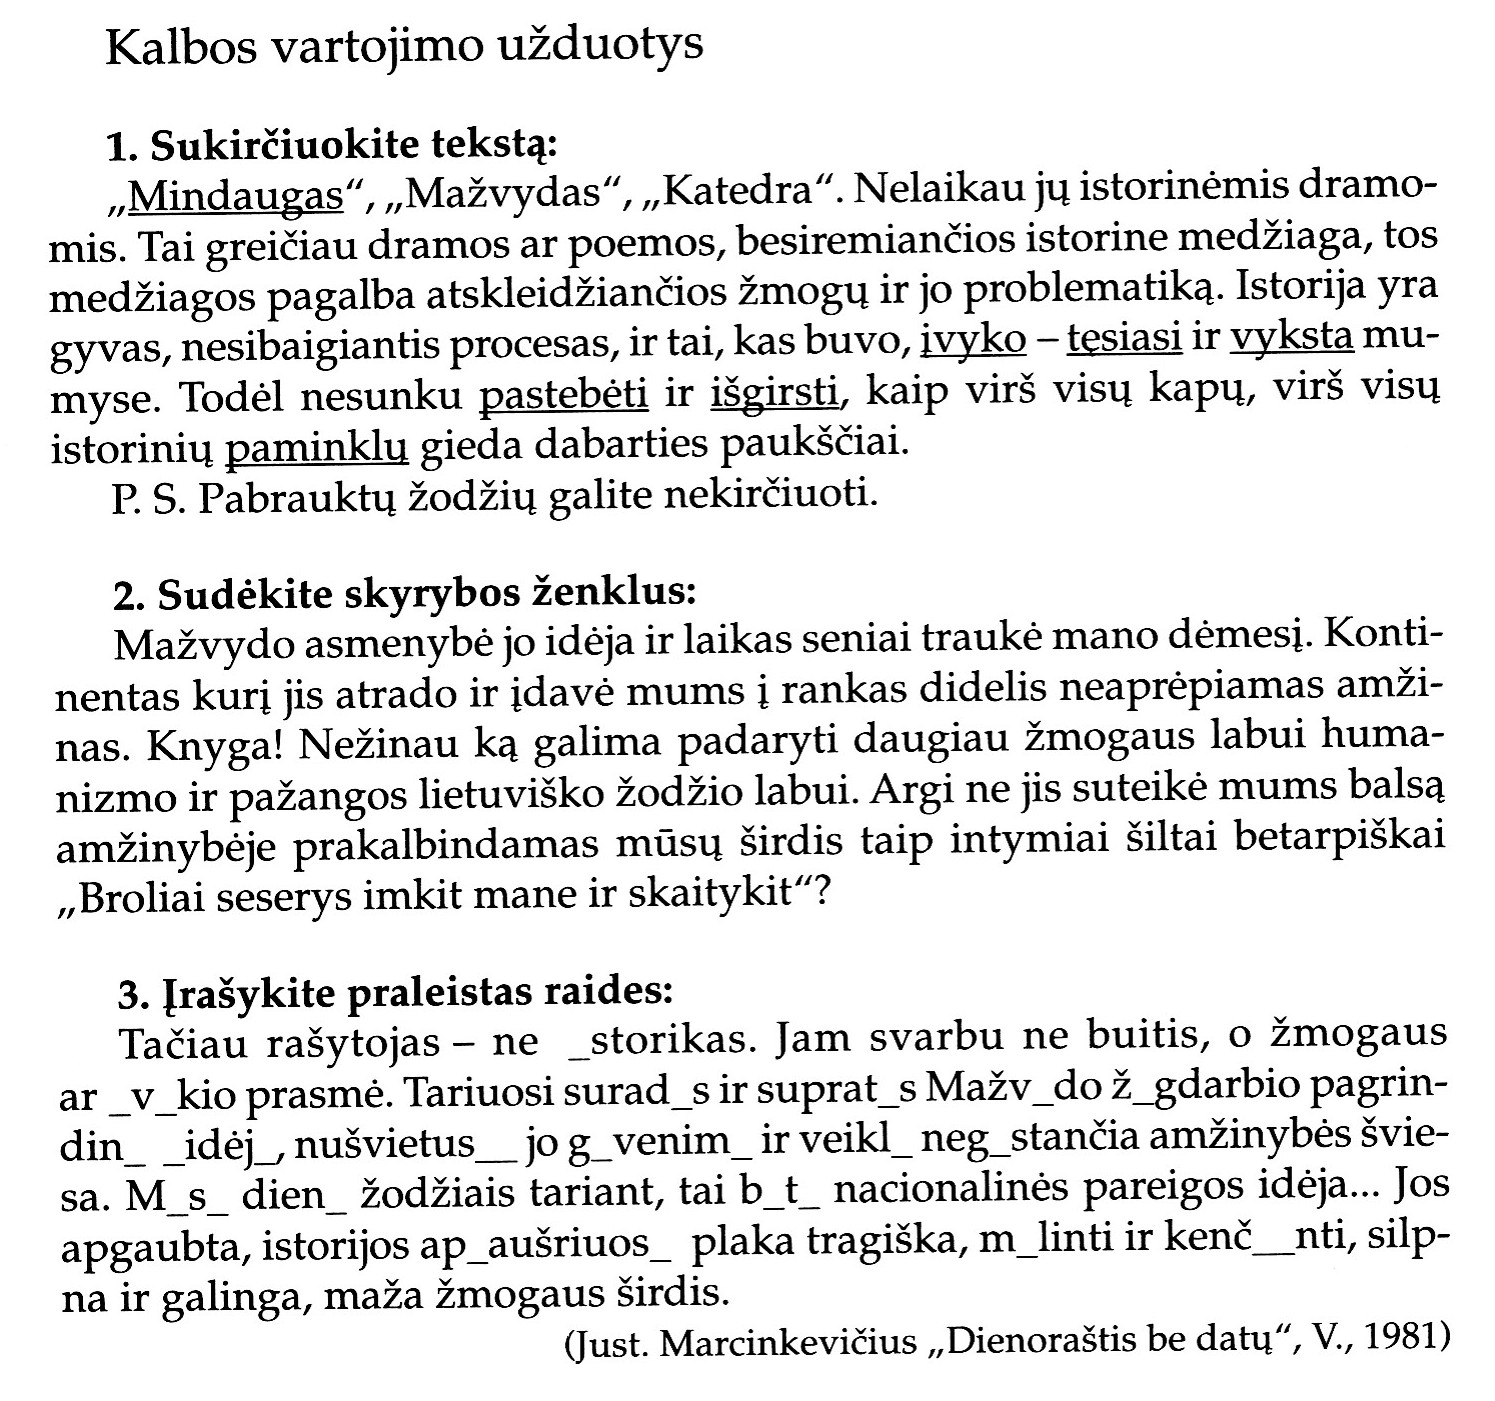 Kalbos vartojimo užduotys
1. Sukirčiuokite tekstą:
„Mindaugas“, „Mažvydas“, „Katedra“. Nelaikau jų istorinėmis dramo-
mis. Tai greičiau dramos ar poemos, besiremiančios istorine medžiaga, tos
medžiagos pagalba atskleidžiančios žmogų ir jo problematiką. Istorija yra
gyvas, nesibaigiantis procesas, ir tai, kas buvo, įvyko – tęsiasi ir vyksta mu-
myse. Todėl nesunku pastebėti ir išgirsti, kaip virš visų kapų, virš visų
istorinių paminklų gieda dabarties paukščiai.
P. S. Pabrauktų žodžių galite nekirčiuoti.
2. Sudėkite skyrybos ženklus:
Mažvydo asmenybė jo idėja ir laikas seniai traukė mano dėmesį. Konti-
nentas kurį jis atrado ir įdavė mums į rankas didelis neaprėpiamas amži-
nas. Knyga! Nežinau ką galima padaryti daugiau žmogaus labui huma-
nizmo ir pažangos lietuviško žodžio labui. Argi ne jis suteikė mums balsą
amžinybėje prakalbindamas mūsų širdis taip intymiai šiltai betarpiškai
„Broliai seserys imkit mane ir skaitykit“?
3. Įrašykite praleistas raides:
Tačiau rašytojas – ne _storikas. Jam svarbu ne buitis, o žmogaus
ar _v_kio prasmė. Tariuosi surad_s ir suprat_s Mažv_do ž_gdarbio pagrin-
din_ _idėj_, nušvietus__ jo g_venim_ ir veikl_ neg_stančia amžinybės švie-
sa. M_s_ dien_ žodžiais tariant, tai b_t_ nacionalinės pareigos idėja... Jos
apgaubta, istorijos ap_aušriuos_ plaka tragiška, m_linti ir kenč__nti, silp-
na ir galinga, maža žmogaus širdis.
(Just. Marcinkevičius „Dienoraštis be datų“, V., 1981)